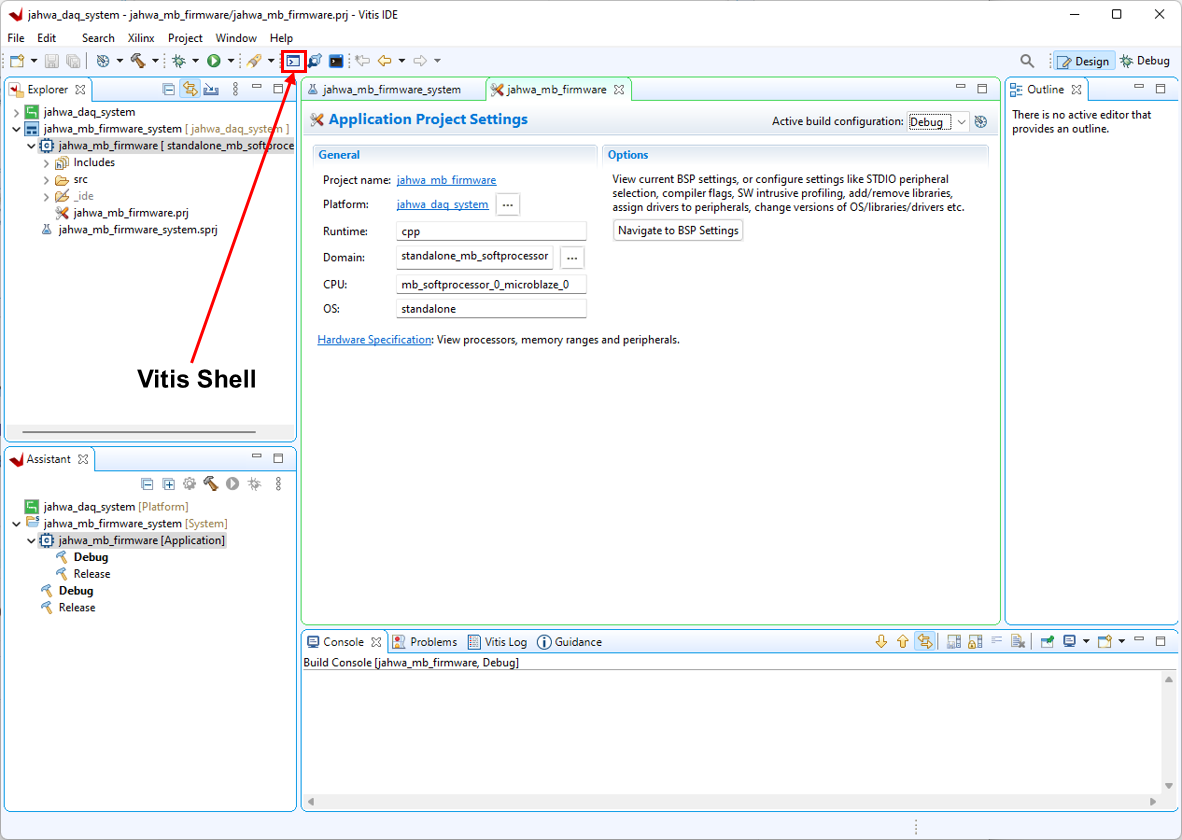 jahwa_daq_system - jahwa_mb_firmware/jahwa_mb_firmware.prj - Vitis IDE
File Edit Search Xilinx Project Window Help
Design Debug
Explorer
jahwa_daq_system
jahwa_mb_firmware_system [ jahwa_daq_system ]
jahwa_mb_firmware [ standalone_mb_softproce
Includes
src
_ide
jahwa_mb_firmware.prj
jahwa_mb_firmware_system.sprj
Vitis Shell
Assistant
jahwa_daq_system [Platform]
jahwa_mb_firmware_system [System]
jahwa_mb_firmware [Application]
Debug
Release
Debug
Release
jahwa_mb_firmware_system jahwa_mb_firmware
Application Project Settings
Active build configuration: Debug
General
Project name: jahwa_mb_firmware
Platform: jahwa_daq_system ...
Runtime: cpp
Domain: standalone_mb_softprocessor ...
CPU: mb_softprocessor_0_microblaze_0
OS: standalone
Hardware Specification: View processors, memory ranges and peripherals.
Options
View current BSP settings, or configure settings like STDIO peripheral
selection, compiler flags, SW intrusive profiling, add/remove libraries,
assign drivers to peripherals, change versions of OS/libraries/drivers etc.
Navigate to BSP Settings
Outline
There is no active editor that
provides an outline.
Console Problems Vitis Log Guidance
Build Console [jahwa_mb_firmware, Debug]